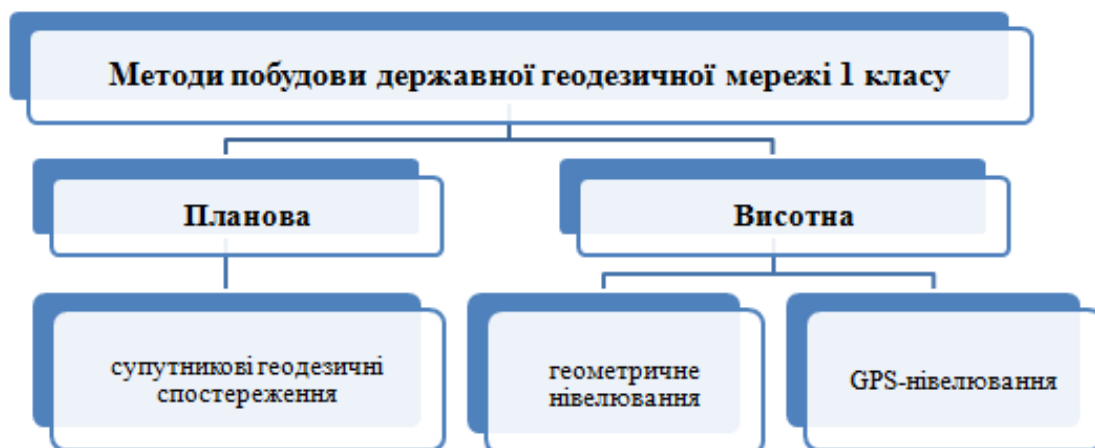 Методи побудови державної геодезичної мережі 1 класу
Планова
Висотна
супутникові геодезичні
спостереження
геометричне
нівелювання
GPS-нівелювання